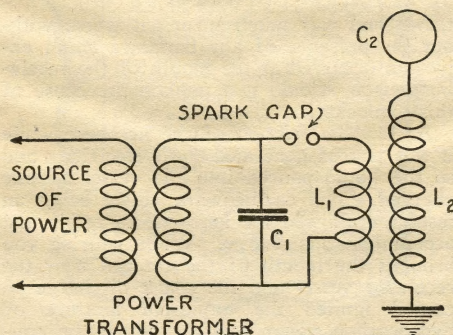 C2
SPARK GAP
SOURCE
OF
POWER
L1
L2
C1
POWER
TRANSFORMER